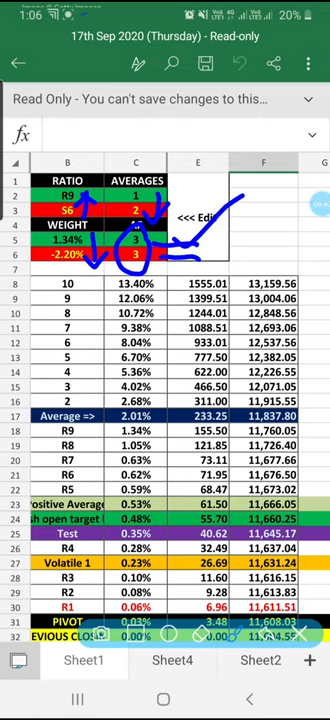 1:06 20%
17th Sep 2020 (Thursday) - Read-only
Read Only - You can't save changes to this...
fx
B C D E F G
1 RATIO AVERAGES
2 R9 1
3 S6 2 <<< Edi
4 WEIGHT
5 1.34% 3
6 -2.20% 3
8 10 13.40% 1555.01 13,159.56
9 9 12.06% 1399.51 13,004.06
10 8 10.72% 1244.01 12,848.56
11 7 9.38% 1088.51 12,693.06
12 6 8.04% 933.01 12,537.56
13 5 6.70% 777.50 12,382.05
14 4 5.36% 622.00 12,226.55
15 3 4.02% 466.50 12,071.05
16 2 2.68% 311.00 11,915.55
17 Average => 2.01% 233.25 11,837.80
18 R9 1.34% 155.50 11,760.05
19 R8 1.05% 121.85 11,726.40
20 R7 0.63% 73.11 11,677.66
21 R6 0.62% 71.95 11,676.50
22 R5 0.59% 68.47 11,673.02
23 Positive Average 0.53% 61.50 11,666.05
24 sh open target 0.48% 55.70 11,660.25
25 Test 0.35% 40.62 11,645.17
26 R4 0.28% 32.49 11,637.04
27 Volatile 1 0.23% 26.69 11,631.24
28 R3 0.10% 11.60 11,616.15
29 R2 0.08% 9.28 11,613.83
30 R1 0.06% 6.96 11,611.51
31 PIVOT 0.03% 3.48 11,608.03
32 EVIOUS CLO 0.00% 0.00 11,604.55
Sheet1 Sheet4 Sheet2